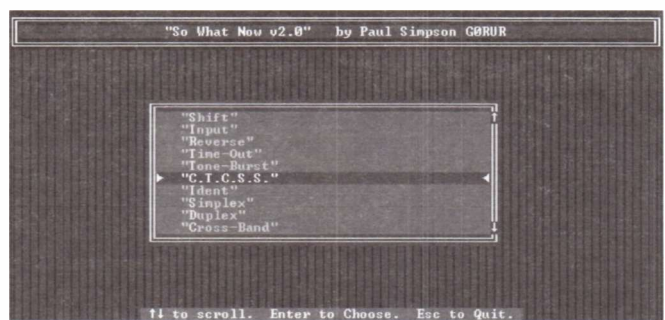 "So What Now v2.0" by Paul Simpson G0RUR
"Shift"
"Input"
"Reverse"
"Time-Out"
"Tone-Burst"
"C.T.C.S.S."
"Ident"
"Simplex"
"Duplex"
"Cross-Band"
↑↓ to scroll. Enter to Choose. Esc to Quit.